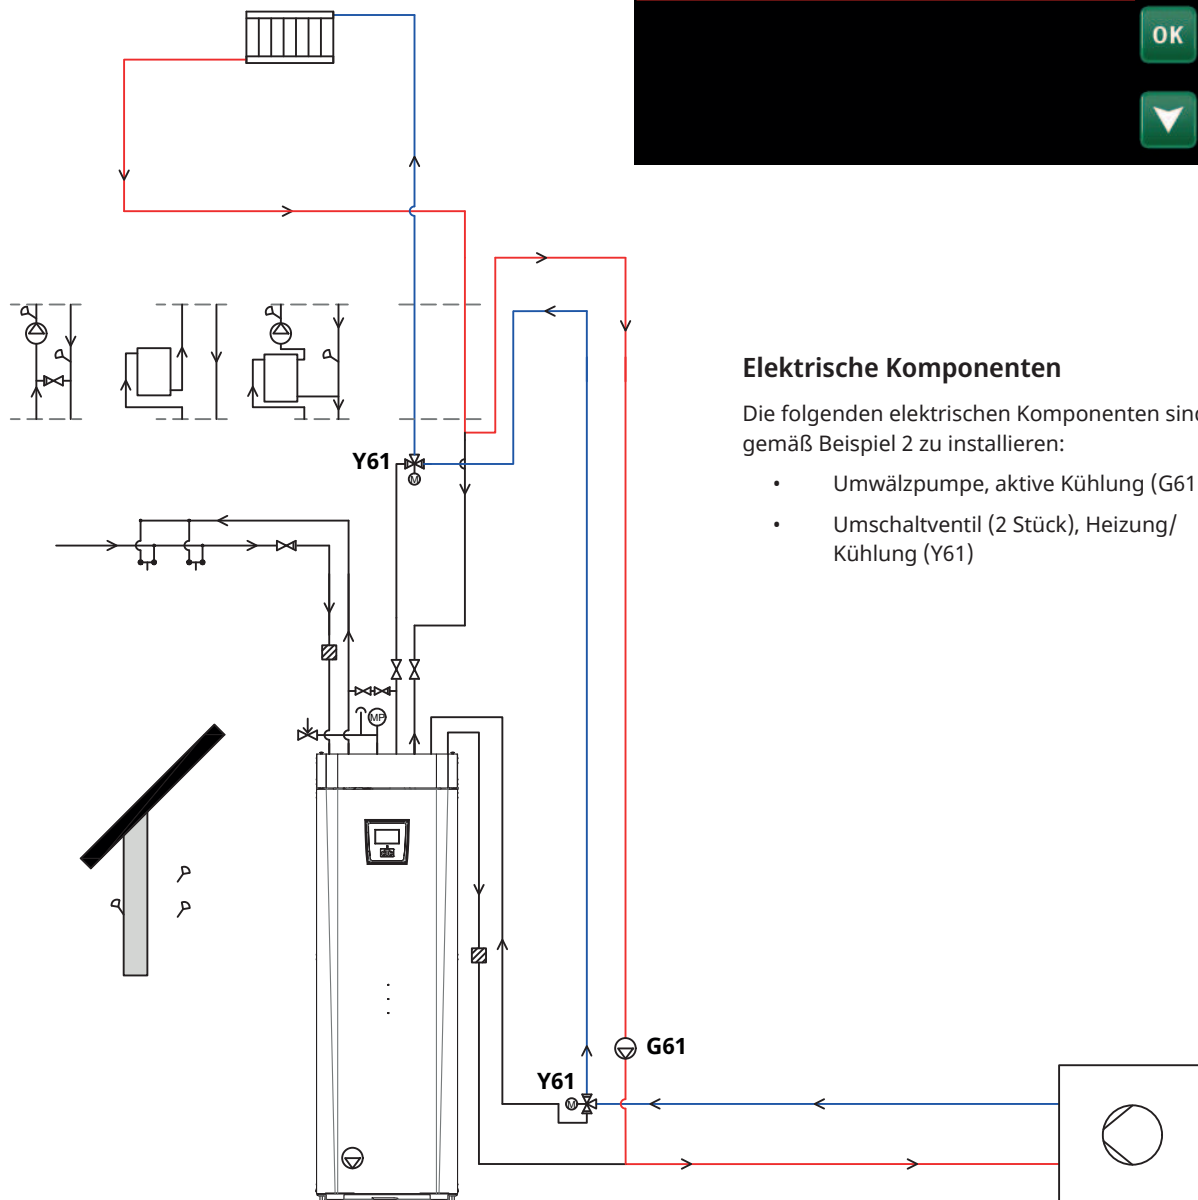 OK
Elektrische Komponenten
Die folgenden elektrischen Komponenten sind
gemäß Beispiel 2 zu installieren:
• Umwälzpumpe, aktive Kühlung (G61
• Umschaltventil (2 Stück), Heizung/
Kühlung (Y61)
Y61
M
MP
G61
Y61
M